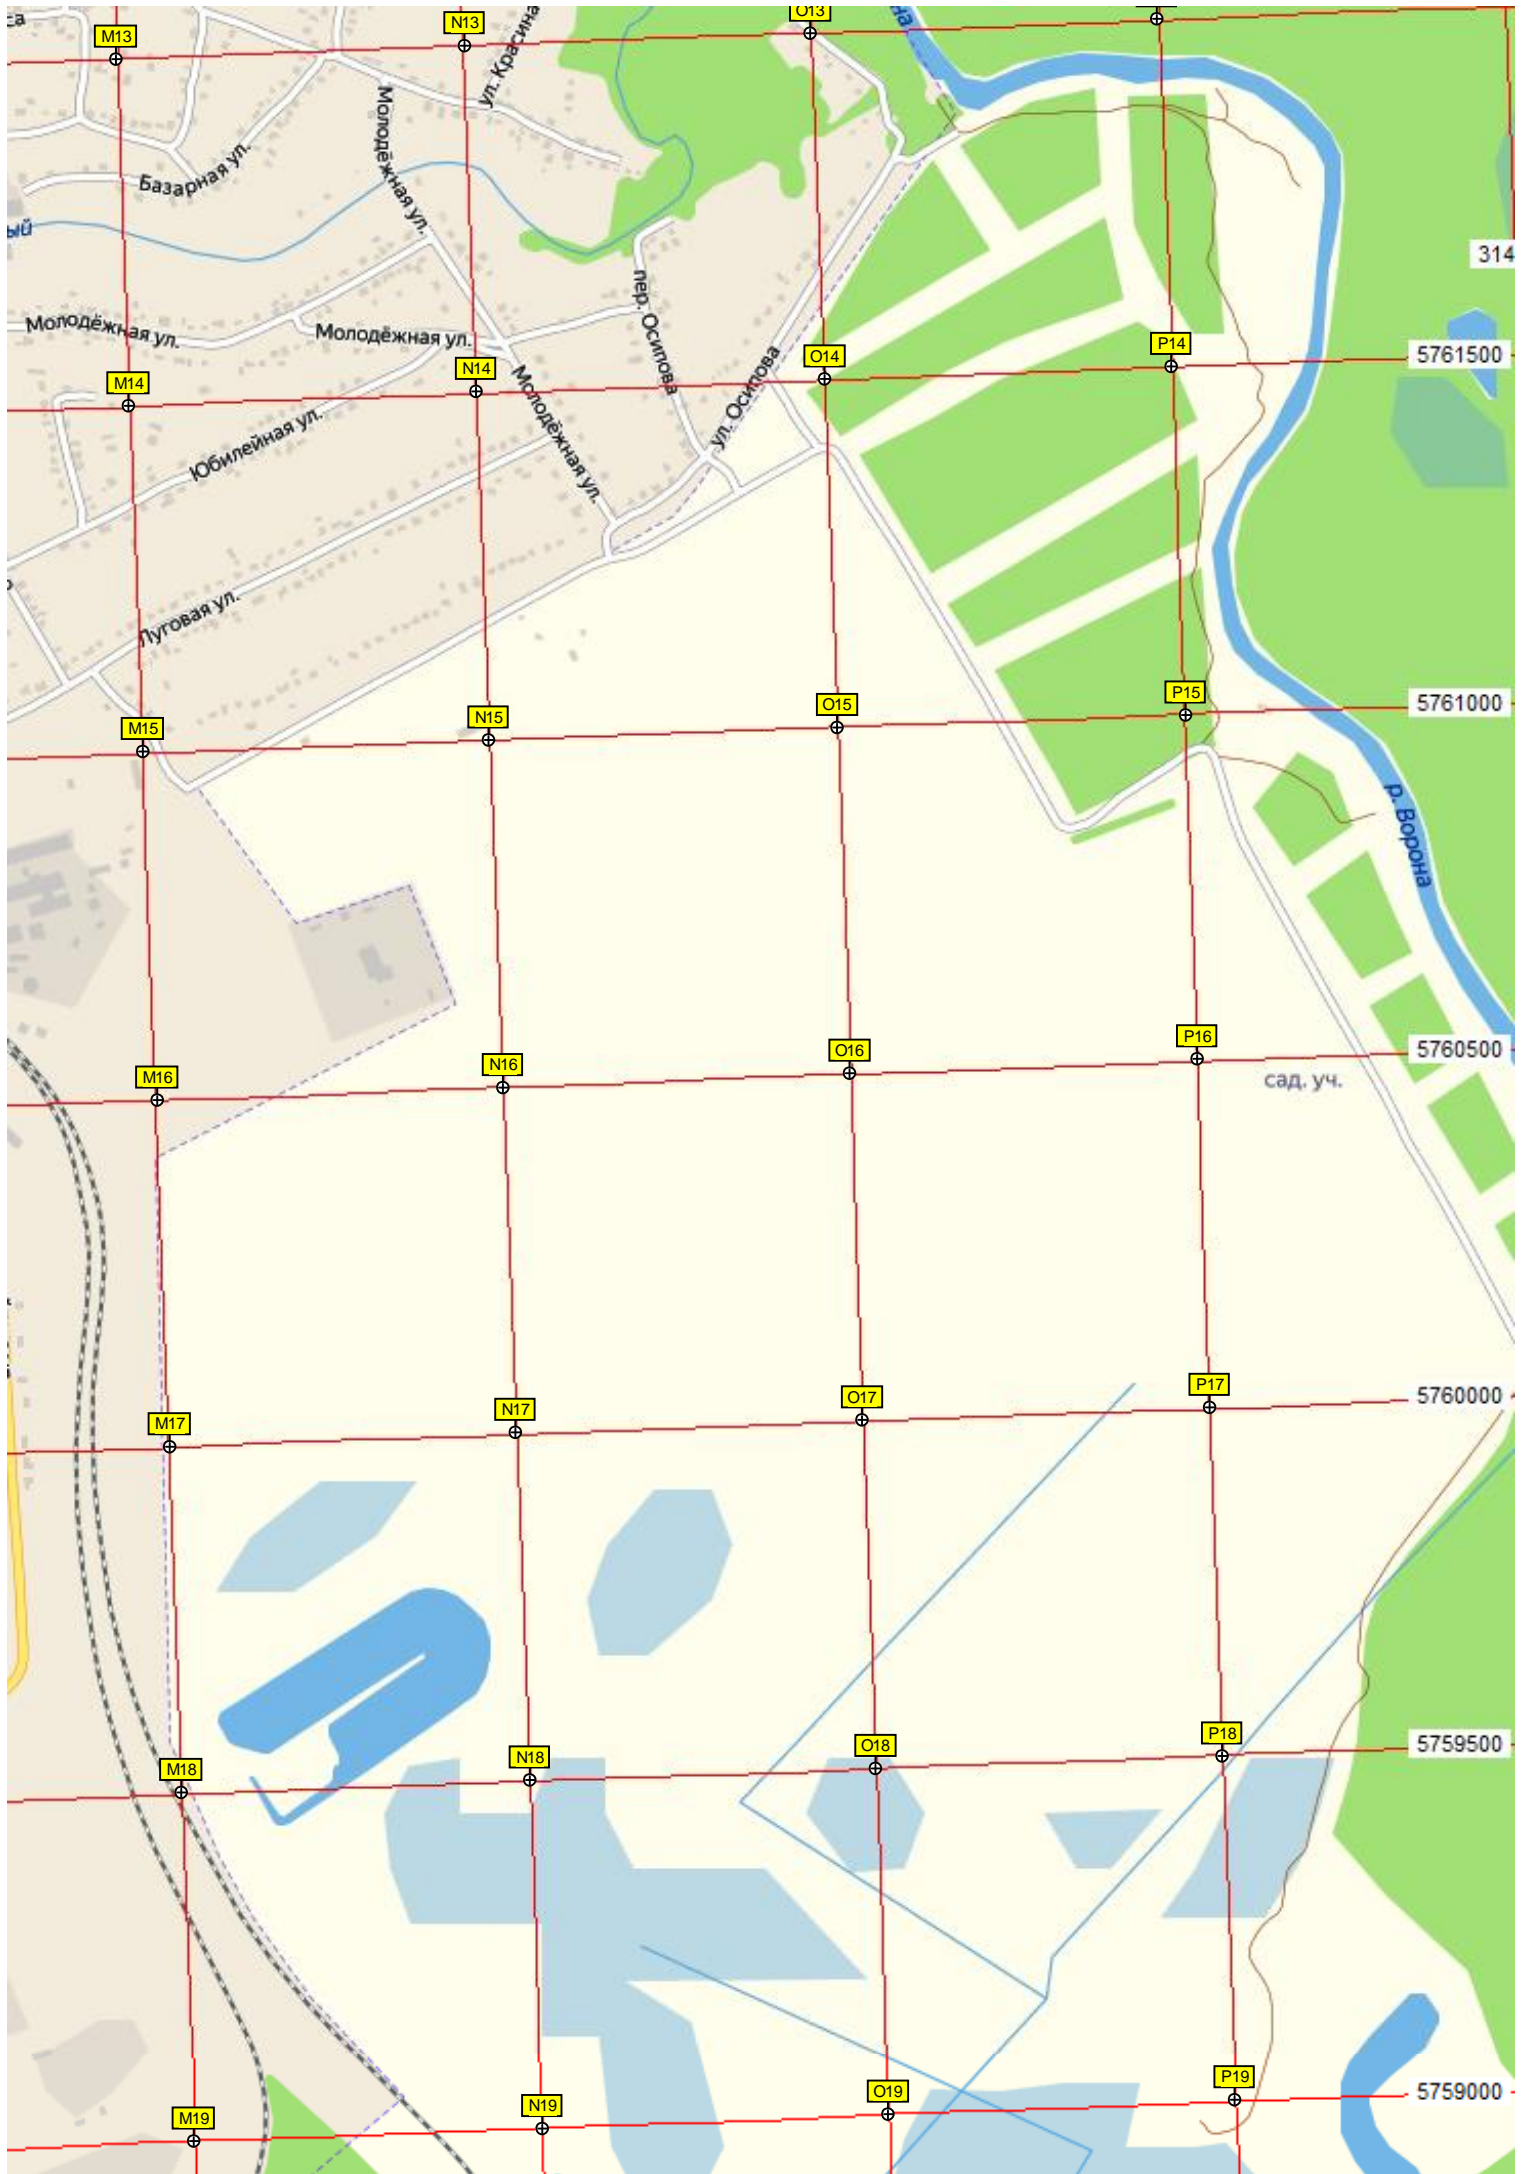 са
M13
N13
O13
на
ул. Красина
Молодёжная ул.
Базарная ул.
ый
314
пер. Осипова
Молодёжная ул.
Молодёжная ул.
ул. Осипова
O14
P14
5761500
N14
M14
Молодёжная ул.
Юбилейная ул.
Луговая ул.
P15
5761000
O15
N15
M15
р. Ворона
P16
5760500
O16
N16
M16
сад. уч.
P17
5760000
O17
N17
M17
P18
5759500
O18
N18
M18
P19
5759000
O19
N19
M19